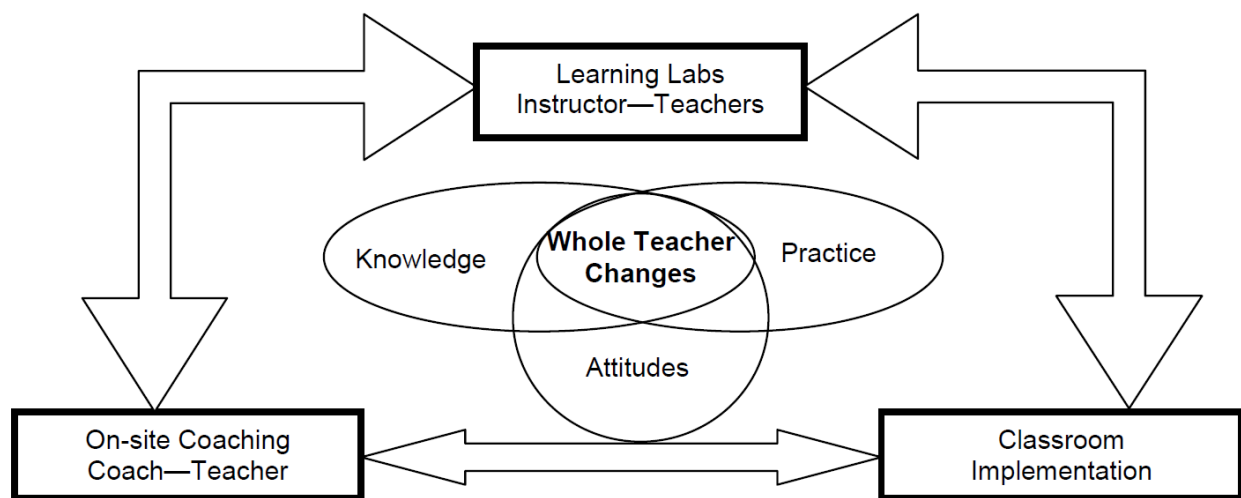 Learning Labs
Instructor—Teachers
Knowledge
Whole Teacher
Changes
Practice
Attitudes
On-site Coaching
Coach—Teacher
Classroom
Implementation